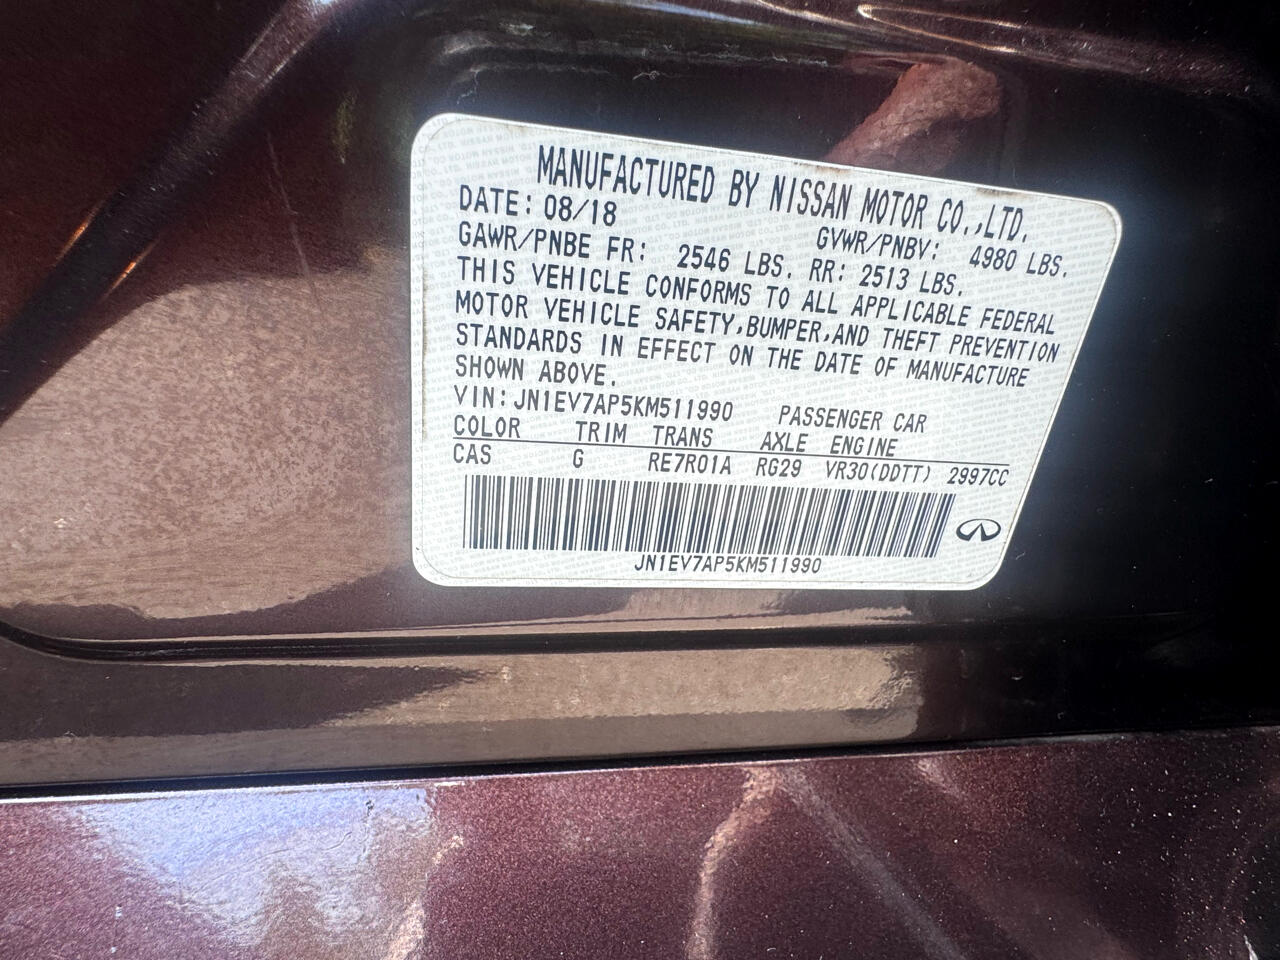 MANUFACTURED BY NISSAN MOTOR CO.,LTD.
DATE: 08/18 GVWR/PNBV: 4980 LBS.
GAWR/PNBE FR: 2546 LBS. RR: 2513 LBS.
THIS VEHICLE CONFORMS TO ALL APPLICABLE FEDERAL
MOTOR VEHICLE SAFETY,BUMPER,AND THEFT PREVENTION
STANDARDS IN EFFECT ON THE DATE OF MANUFACTURE
SHOWN ABOVE.
VIN: JN1EV7AP5KM511990 PASSENGER CAR
COLOR TRIM TRANS AXLE ENGINE
CAS G RE7R01A RG29 VR30(DDTT) 2997CC
JN1EV7AP5KM511990